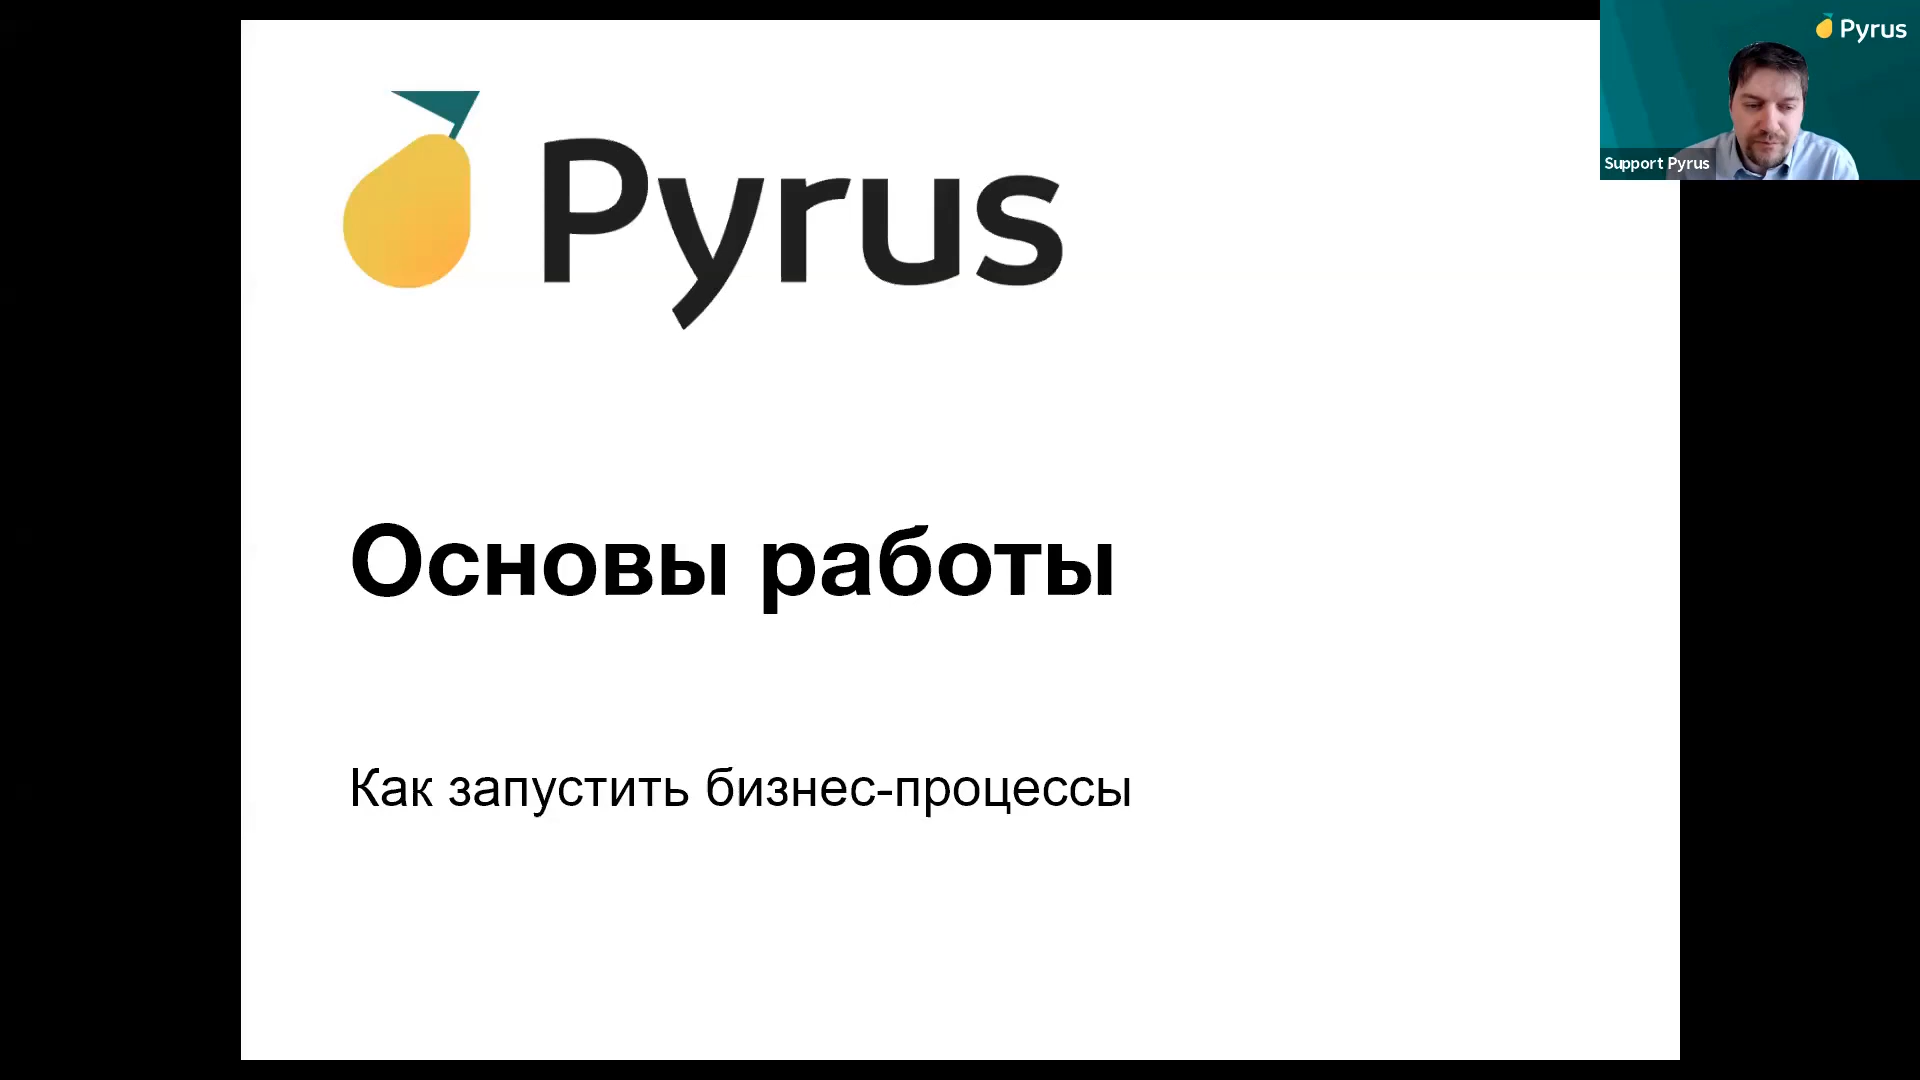 Pyrus
Pyrus
Support Pyrus
Основы работы
Как запустить бизнес-процессы